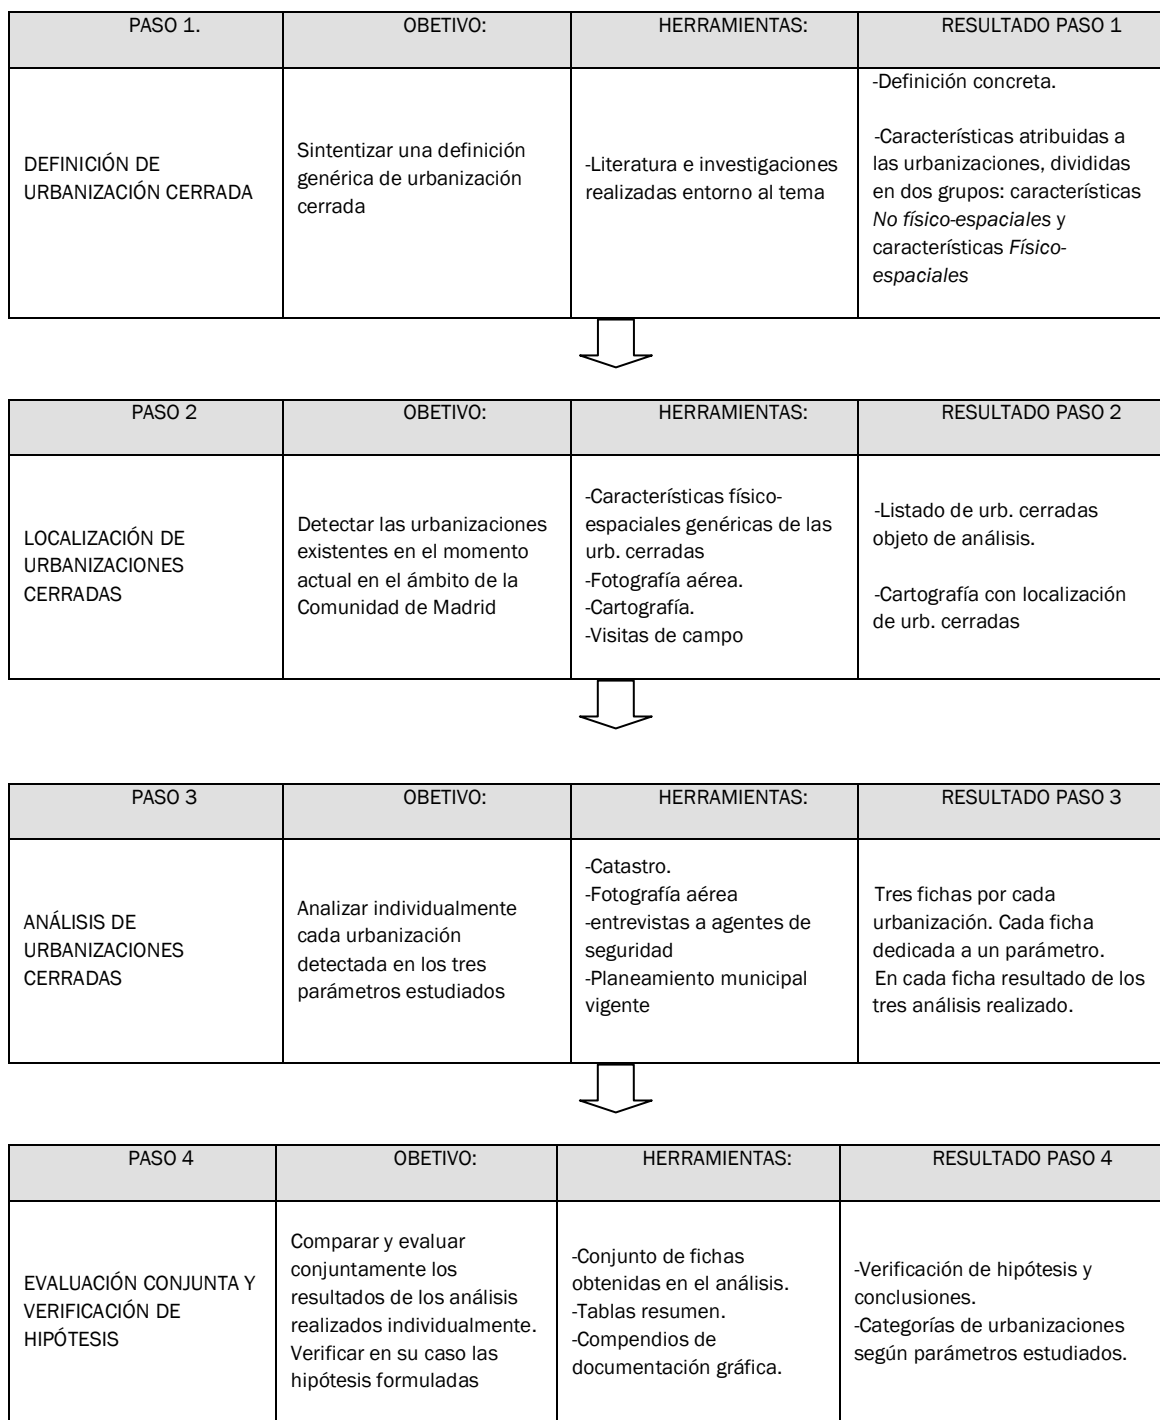 PASO 1.
OBETIVO:
HERRAMIENTAS:
RESULTADO PASO 1
DEFINICIÓN DE
URBANIZACIÓN CERRADA
Sintentizar una definición
genérica de urbanización
cerrada
-Literatura e investigaciones
realizadas entorno al tema
-Definición concreta.
-Características atribuidas a
las urbanizaciones, divididas
en dos grupos: características
No físico-espaciales y
características Físico-
espaciales
PASO 2
OBETIVO:
HERRAMIENTAS:
RESULTADO PASO 2
LOCALIZACIÓN DE
URBANIZACIONES
CERRADAS
Detectar las urbanizaciones
existentes en el momento
actual en el ámbito de la
Comunidad de Madrid
-Características físico-
espaciales genéricas de las
urb. cerradas
-Fotografía aérea.
-Cartografía.
-Visitas de campo
-Listado de urb. cerradas
objeto de análisis.
-Cartografía con localización
de urb. cerradas
PASO 3
OBETIVO:
HERRAMIENTAS:
RESULTADO PASO 3
ANÁLISIS DE
URBANIZACIONES
CERRADAS
Analizar individualmente
cada urbanización
detectada en los tres
parámetros estudiados
-Catastro.
-Fotografía aérea
-entrevistas a agentes de
seguridad
-Planeamiento municipal
vigente
Tres fichas por cada
urbanización. Cada ficha
dedicada a un parámetro.
En cada ficha resultado de los
tres análisis realizado.
PASO 4
OBETIVO:
HERRAMIENTAS:
RESULTADO PASO 4
EVALUACIÓN CONJUNTA Y
VERIFICACIÓN DE
HIPÓTESIS
Comparar y evaluar
conjuntamente los
resultados de los análisis
realizados individualmente.
Verificar en su caso las
hipótesis formuladas
-Conjunto de fichas
obtenidas en el análisis.
-Tablas resumen.
-Compendios de
documentación gráfica.
-Verificación de hipótesis y
conclusiones.
-Categorías de urbanizaciones
según parámetros estudiados.